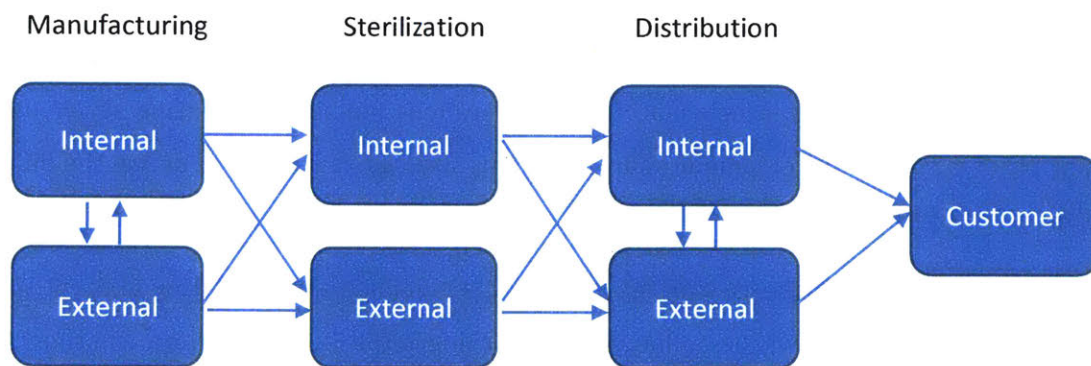 Manufacturing Sterilization Distribution
Internal Internal Internal
Customer
External External External